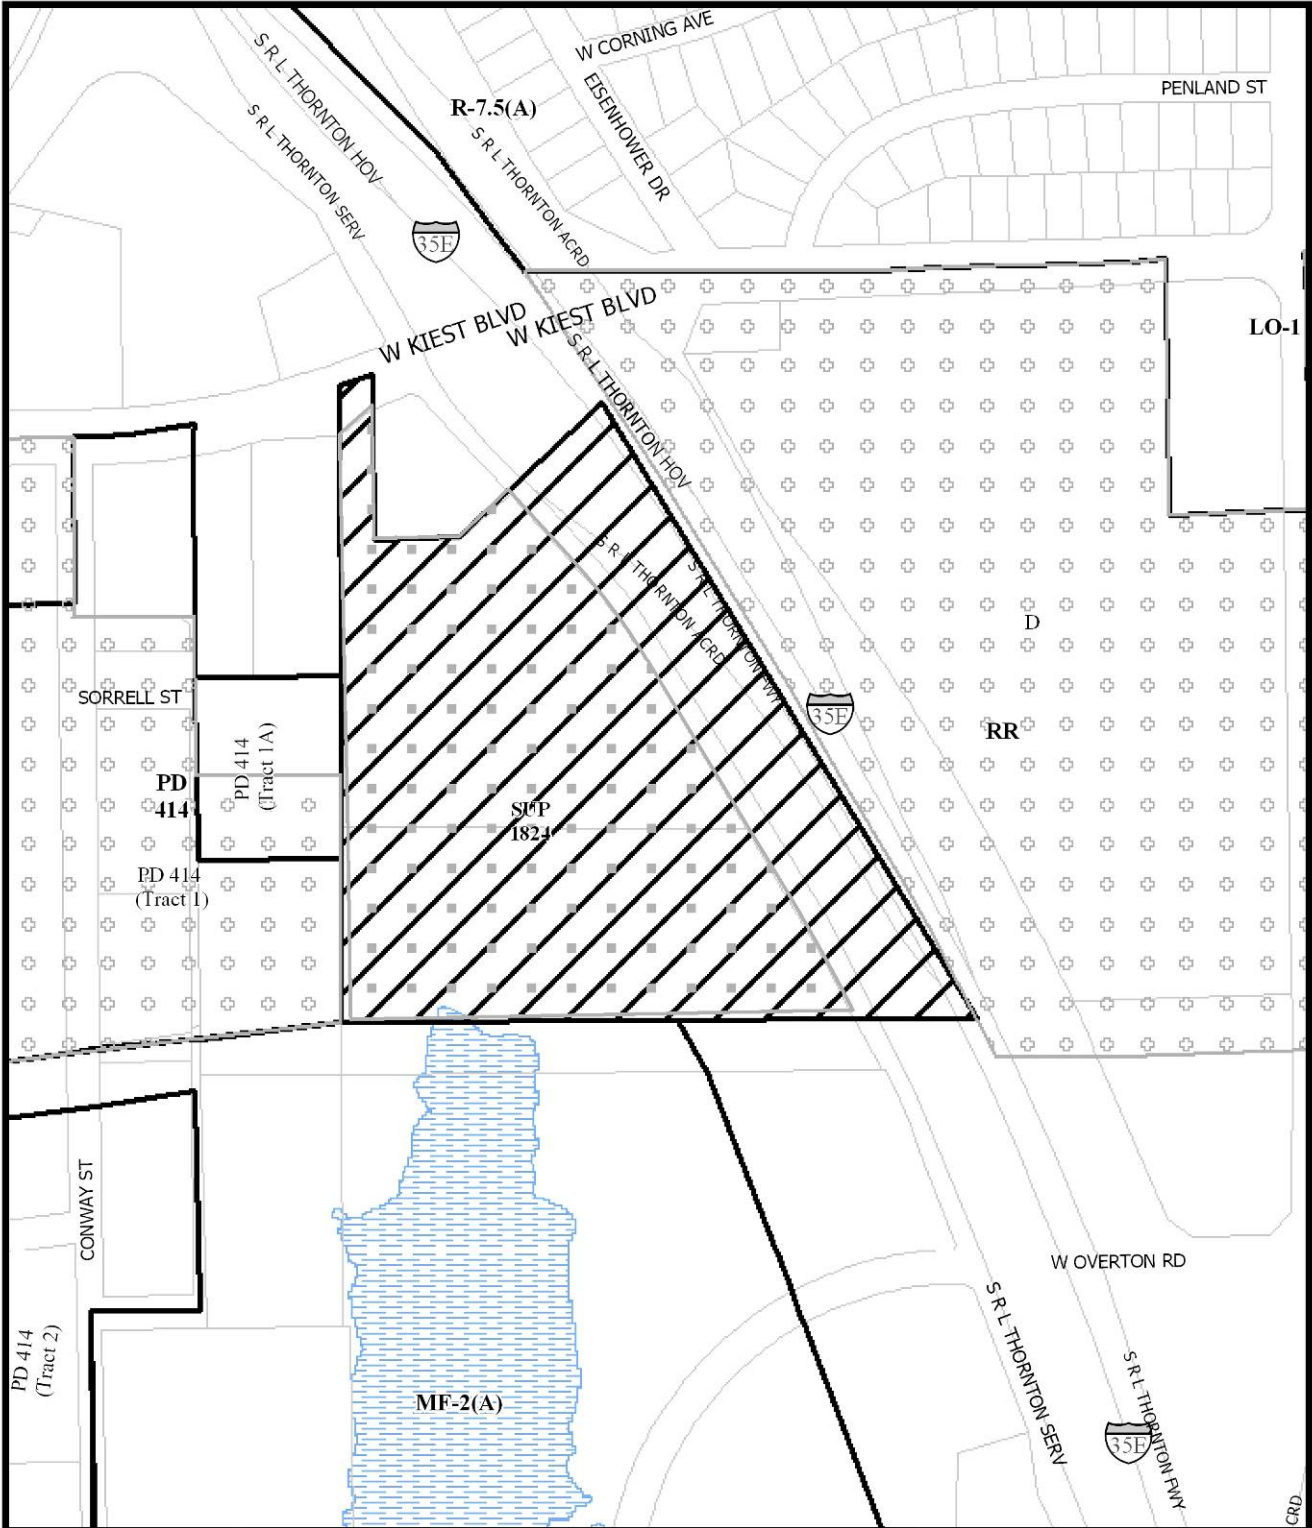 W CORNING AVE
S R L THORNTON HOV
EISENHOWER DR
PENLAND ST
R-7.5(A)
S R L THORNTON SERV
S R L THORNTON ACRD
35E
W KIEST BLVD
W KIEST BLVD
LO-1
S R L THORNTON HOV
S R L THORNTON ACRD
S R L THORNTON FWY
D
SORRELL ST
35E
RR
PD 414
(Tract 1A)
PD
414
SUP
1824
PD 414
(Tract 1)
CONWAY ST
W OVERTON RD
S R L THORNTON SERV
PD 414
(Tract 2)
S R L THORNTON FWY
MF-2(A)
35E
CRD